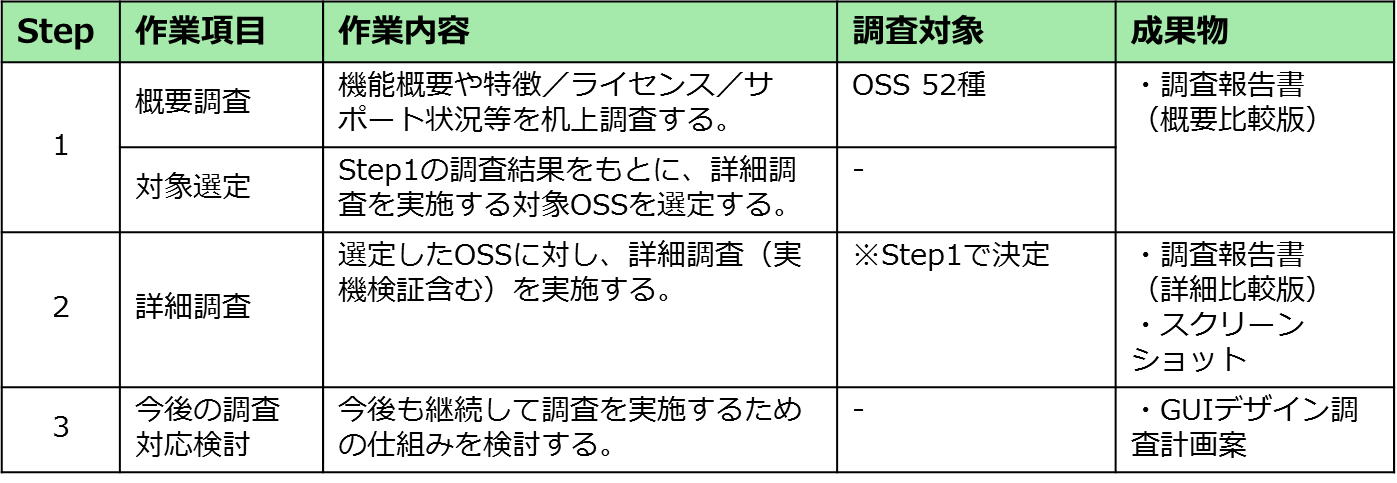 Step 作業項目 作業内容 調査対象 成果物
1
概要調査
機能概要や特徴／ライセンス／サ
ポート状況等を机上調査する。
OSS 52種
・調査報告書
（概要比較版）
対象選定
Step1の調査結果をもとに、詳細調
査を実施する対象OSSを選定する。
-
2
詳細調査
選定したOSSに対し、詳細調査（実
機検証含む）を実施する。
※Step1で決定
・調査報告書
（詳細比較版）
・スクリーン
ショット
3
今後の調査
対応検討
今後も継続して調査を実施するため
の仕組みを検討する。
-
・GUIデザイン調
査計画案